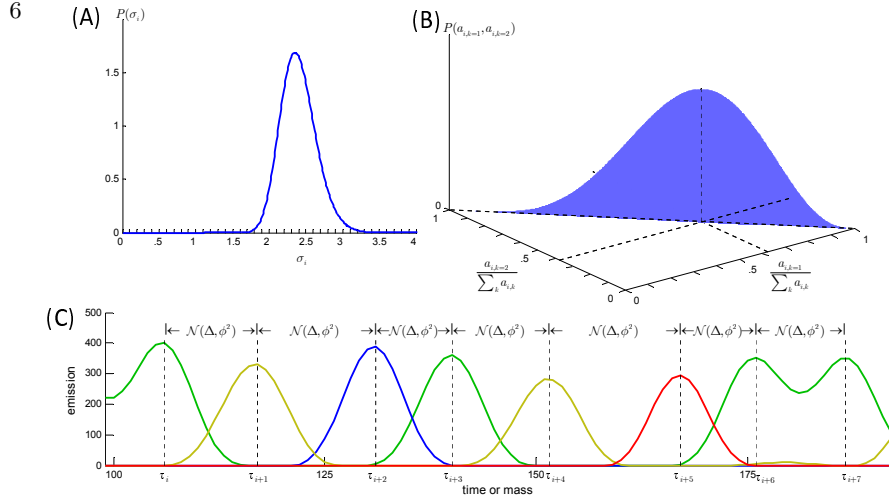 6
(A)
P(σ_i)
1.5
1
0.5
0
0 .5 1 1.5 2 2.5 3 3.5 4
σ_i
(B)
P(a_{i,k=1}, a_{i,k=2})
0
1
.5
0
a_{i,k=2}
∑_k a_{i,k}
0
.5
1
a_{i,k=1}
∑_k a_{i,k}
(C)
500
400
300
200
100
0
emission
𝒩(Δ, ϕ²) 𝒩(Δ, ϕ²) 𝒩(Δ, ϕ²) 𝒩(Δ, ϕ²) 𝒩(Δ, ϕ²) 𝒩(Δ, ϕ²) 𝒩(Δ, ϕ²)
100 τ_i τ_{i+1} 125 τ_{i+2} τ_{i+3} 150 τ_{i+4} τ_{i+5} 175 τ_{i+6} τ_{i+7}
time or mass